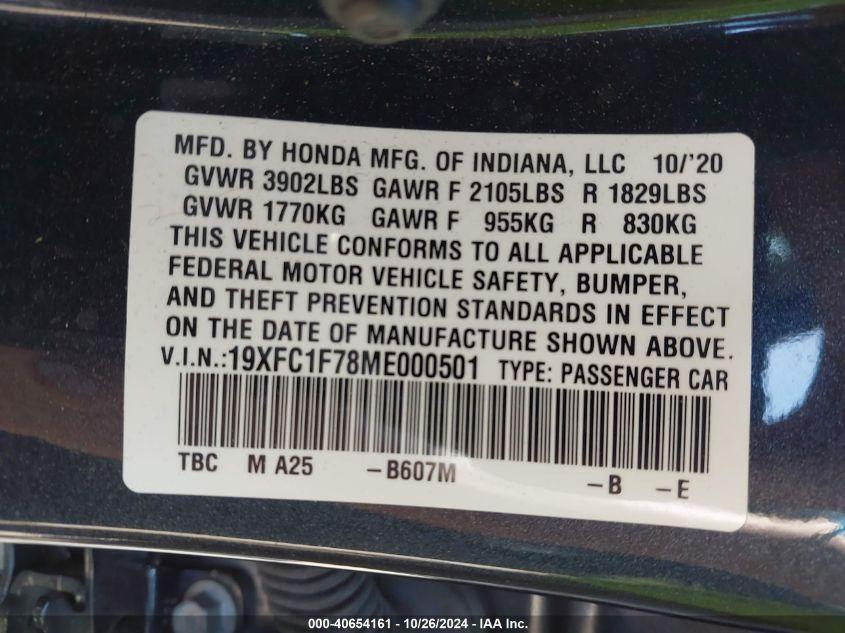 MFD. BY HONDA MFG. OF INDIANA, LLC 10/'20
GVWR 3902LBS GAWR F 2105LBS R 1829LBS
GVWR 1770KG GAWR F 955KG R 830KG
THIS VEHICLE CONFORMS TO ALL APPLICABLE
FEDERAL MOTOR VEHICLE SAFETY, BUMPER,
AND THEFT PREVENTION STANDARDS IN EFFECT
ON THE DATE OF MANUFACTURE SHOWN ABOVE.
V.I.N.:19XFC1F78ME000501 TYPE: PASSENGER CAR
TBC M A25 -B607M -B -E
000-40654161 - 10/26/2024 - IAA Inc.